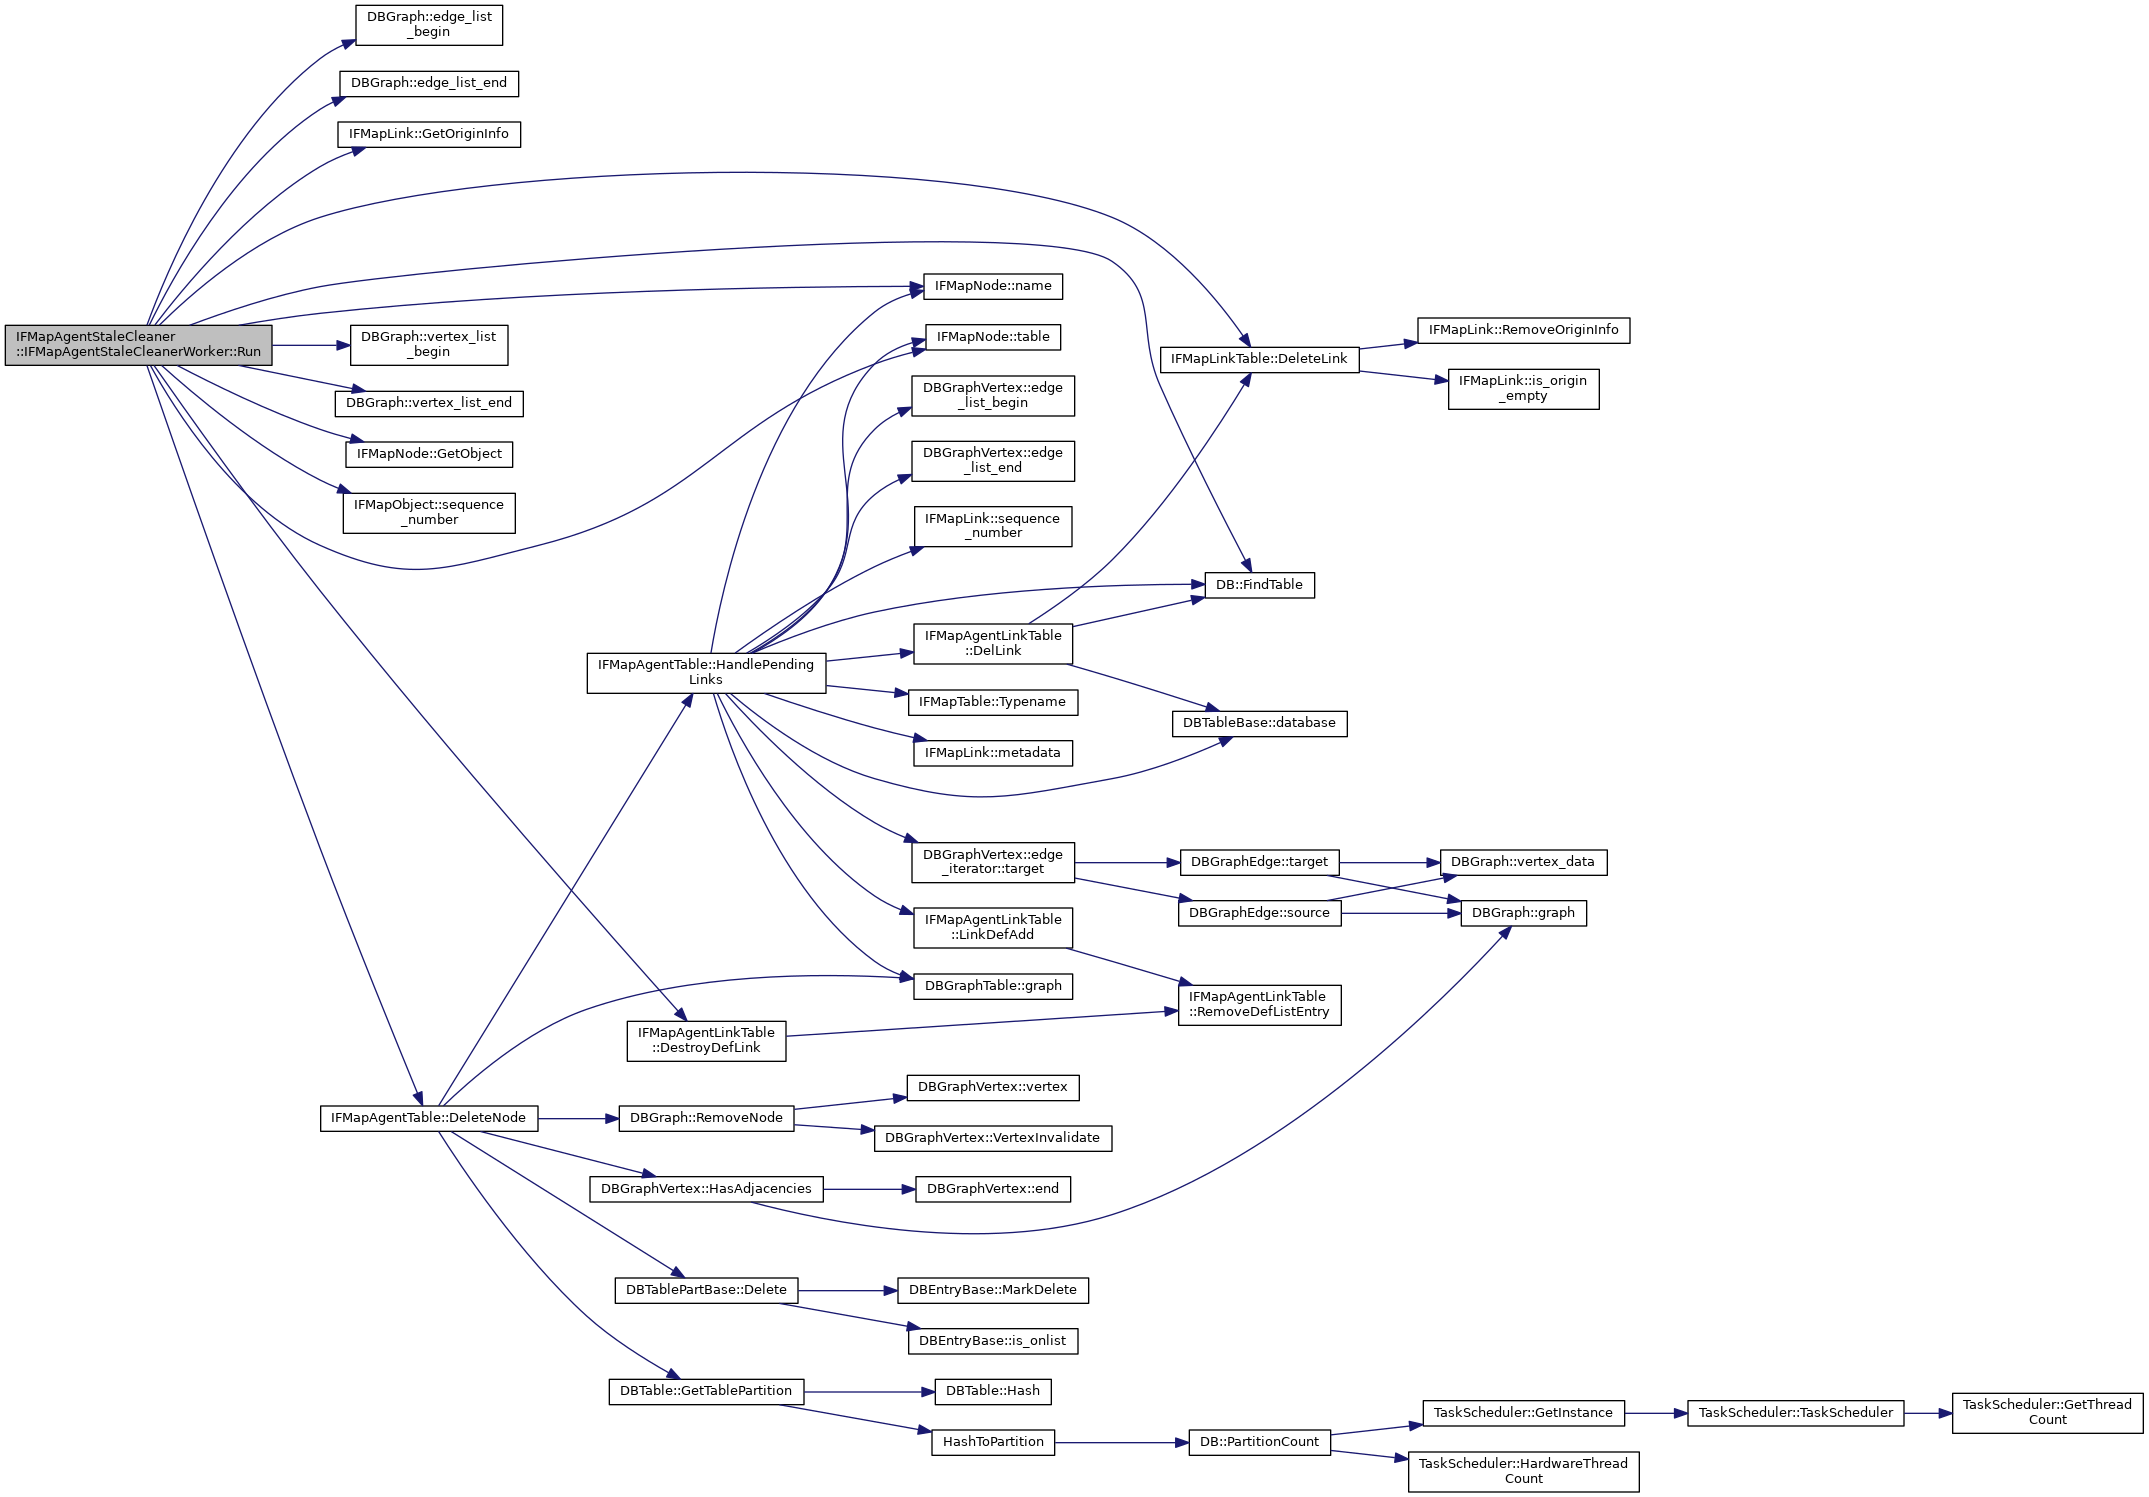 DBGraph::edge_list
_begin
DBGraph::edge_list_end
IFMapLink::GetOriginInfo
IFMapAgentStaleCleaner
::IFMapAgentStaleCleanerWorker::Run
DBGraph::vertex_list
_begin
DBGraph::vertex_list_end
IFMapNode::GetObject
IFMapObject::sequence
_number
IFMapNode::name
IFMapNode::table
DBGraphVertex::edge
_list_begin
DBGraphVertex::edge
_list_end
IFMapLink::sequence
_number
IFMapLinkTable::DeleteLink
IFMapLink::RemoveOriginInfo
IFMapLink::is_origin
_empty
DB::FindTable
IFMapAgentTable::HandlePending
Links
IFMapAgentLinkTable
::DelLink
IFMapTable::Typename
IFMapLink::metadata
DBTableBase::database
DBGraphVertex::edge
_iterator::target
DBGraphEdge::target
DBGraph::vertex_data
DBGraphEdge::source
DBGraph::graph
IFMapAgentLinkTable
::LinkDefAdd
DBGraphTable::graph
IFMapAgentLinkTable
::RemoveDefListEntry
IFMapAgentLinkTable
::DestroyDefLink
IFMapAgentTable::DeleteNode
DBGraph::RemoveNode
DBGraphVertex::vertex
DBGraphVertex::VertexInvalidate
DBGraphVertex::HasAdjacencies
DBGraphVertex::end
DBTablePartBase::Delete
DBEntryBase::MarkDelete
DBEntryBase::is_onlist
DBTable::GetTablePartition
DBTable::Hash
HashToPartition
DB::PartitionCount
TaskScheduler::GetInstance
TaskScheduler::TaskScheduler
TaskScheduler::GetThread
Count
TaskScheduler::HardwareThread
Count